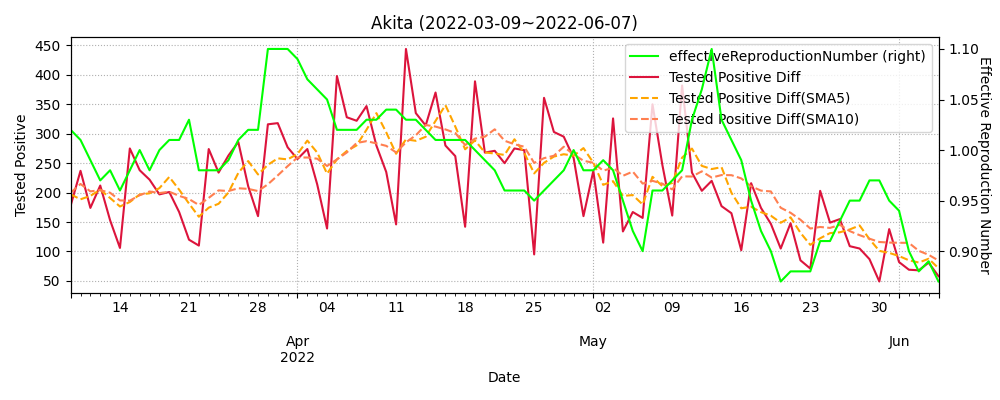 Akita (2022-03-09~2022-06-07)
effectiveReproductionNumber (right)
Tested Positive Diff
Tested Positive Diff(SMA5)
Tested Positive Diff(SMA10)
Tested Positive
450
400
350
300
250
200
150
100
50
1.10
1.05
1.00
0.95
0.90
Effective Reproduction Number
14 21 28 04 11 18 25 02 09 16 23 30
Apr May Jun
2022
Date